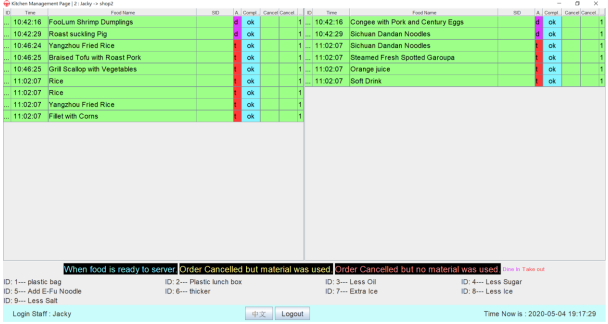 Kitchen Management Page | 2 : Jacky -> shop2
ID Time Food Name SID A Compl.. Cancel Cancel.. ID Time Food Name SID A Compl.. Cancel Cancel..
... 10:42:16 FooLum Shrimp Dumplings d ok 1 ... 10:42:16 Congee with Pork and Century Eggs d ok 1
... 10:42:29 Roast suckling Pig d ok 1 ... 10:42:29 Sichuan Dandan Noodles d ok 1
... 10:46:24 Yangzhou Fried Rice t ok 1 ... 11:02:07 Sichuan Dandan Noodles t ok 1
... 10:46:25 Braised Tofu with Roast Pork t ok 1 ... 11:02:07 Steamed Fresh Spotted Garoupa t ok 1
... 10:46:25 Grill Scallop with Vegetables t ok 1 ... 11:02:07 Orange juice t ok 1
... 11:02:07 Rice t ok 1 ... 11:02:07 Soft Drink t ok 1
... 11:02:07 Rice t ok 1
... 11:02:07 Yangzhou Fried Rice t ok 1
... 11:02:07 Fillet with Corns t ok 1
When food is ready to server Order Cancelled but material was used Order Cancelled but no material was used Dine in Take out
ID: 1--- plastic bag ID: 2--- Plastic lunch box ID: 3--- Less Oil ID: 4--- Less Sugar
ID: 5--- Add E-Fu Noodle ID: 6--- thicker ID: 7--- Extra Ice ID: 8--- Less Ice
ID: 9--- Less Salt
Login Staff : Jacky 中文 Logout Time Now is : 2020-05-04 19:17:29